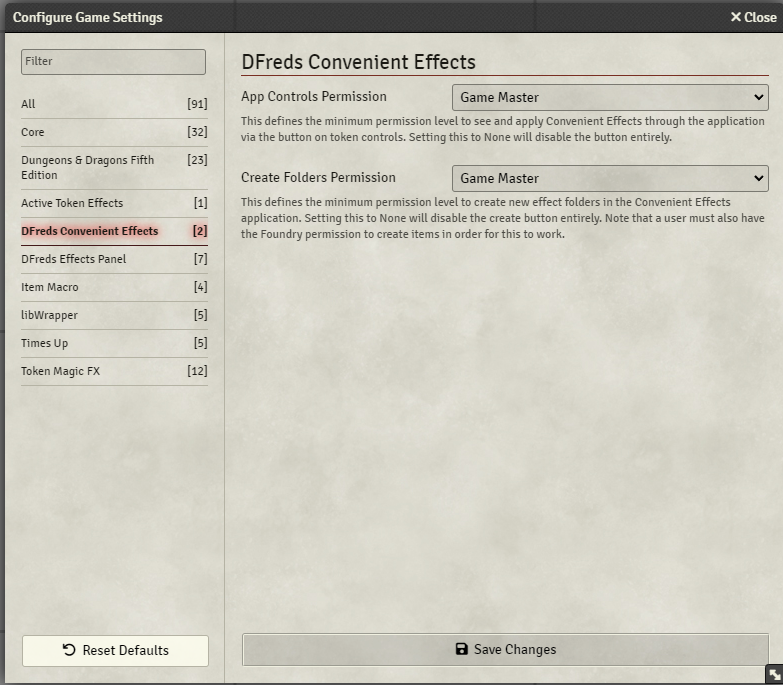 Configure Game Settings
Close
Filter
All [91]
Core [32]
Dungeons & Dragons Fifth [23]
Edition
Active Token Effects [1]
DFreds Convenient Effects [2]
DFreds Effects Panel [7]
Item Macro [4]
libWrapper [5]
Times Up [5]
Token Magic FX [12]
Reset Defaults
DFreds Convenient Effects
App Controls Permission
Game Master
This defines the minimum permission level to see and apply Convenient Effects through the application
via the button on token controls. Setting this to None will disable the button entirely.
Create Folders Permission
Game Master
This defines the minimum permission level to create new effect folders in the Convenient Effects
application. Setting this to None will disable the create button entirely. Note that a user must also have
the Foundry permission to create items in order for this to work.
Save Changes